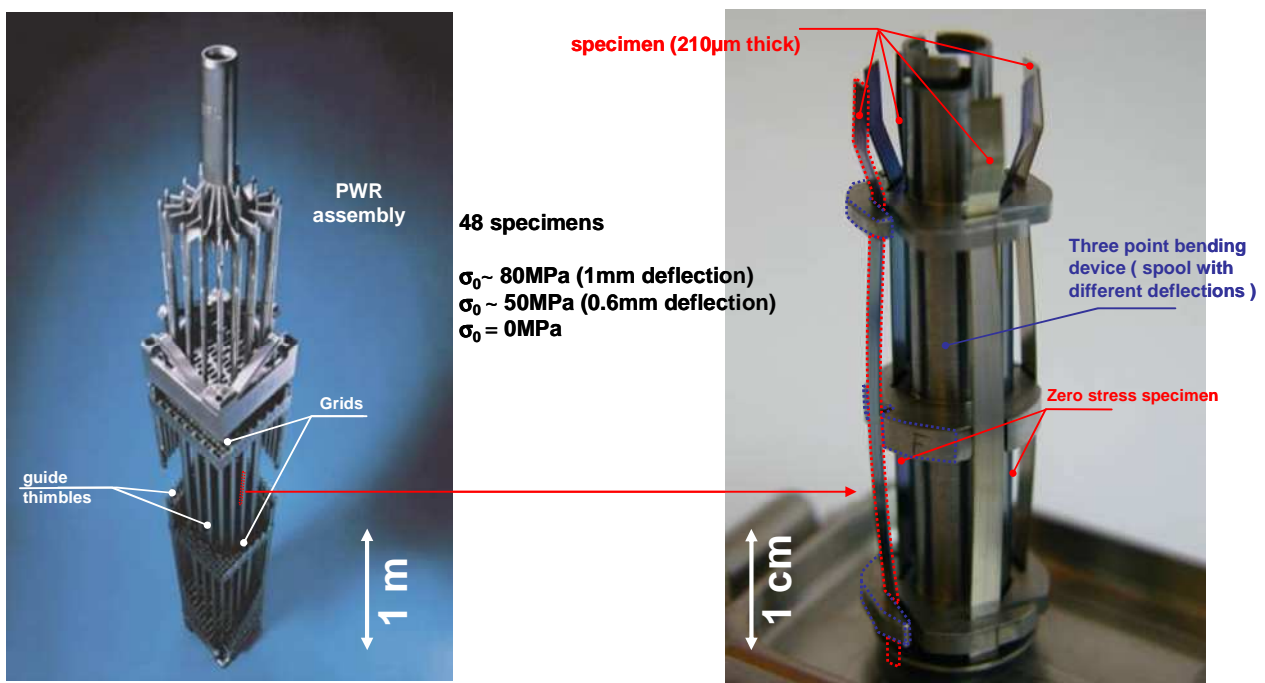 specimen (210µm thick)
PWR
assembly
48 specimens
σ₀~ 80MPa (1mm deflection)
σ₀ ~ 50MPa (0.6mm deflection)
σ₀ = 0MPa
Three point bending
device ( spool with
different deflections )
Grids
Zero stress specimen
guide
thimbles
F
1 m
1 cm